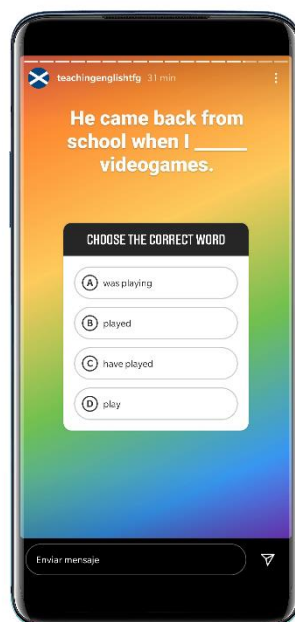 teachingenglishtfg 31 min
He came back from
school when I _____
videogames.
CHOOSE THE CORRECT WORD
A was playing
B played
C have played
D play
Enviar mensaje